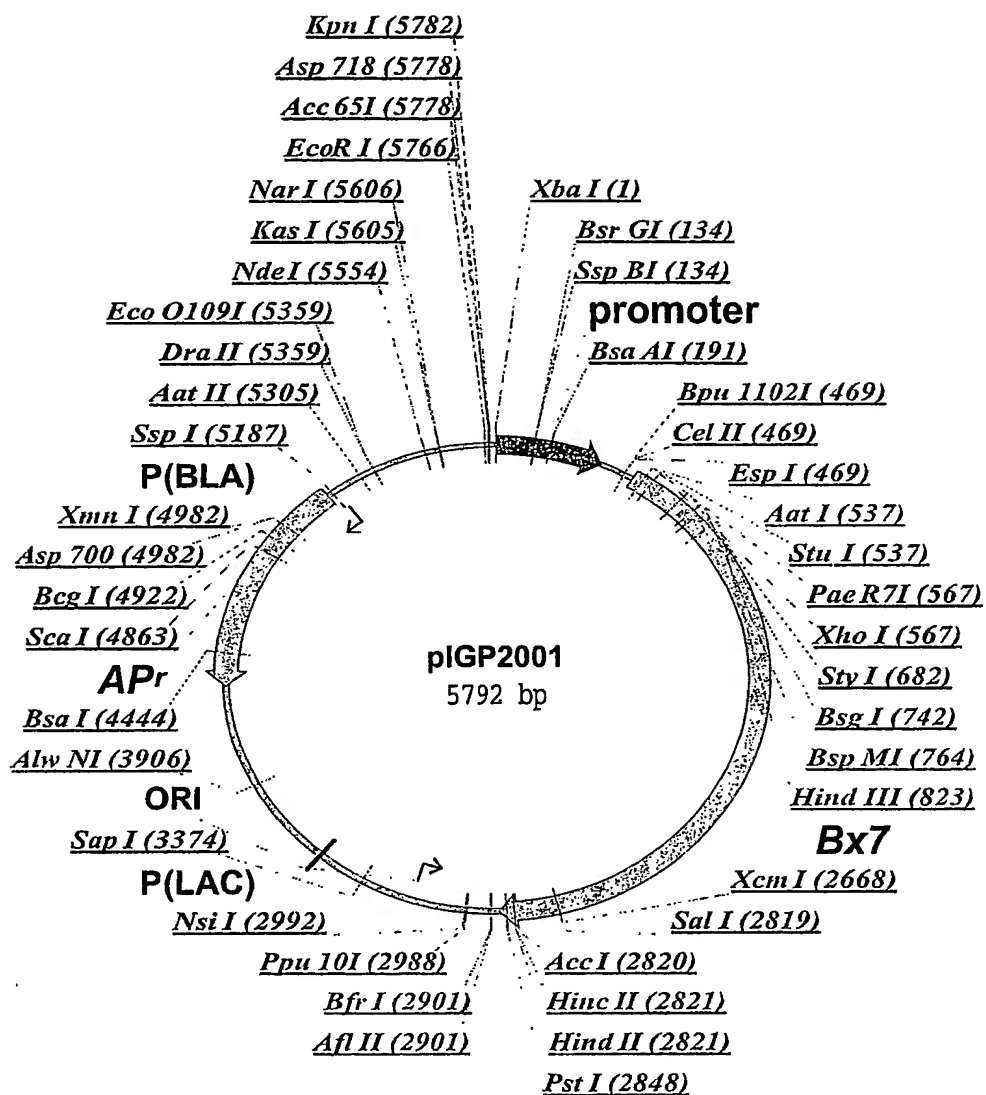 Kpn I (5782)
Asp 718 (5778)
Acc 65I (5778)
EcoR I (5766)
Nar I (5606)
Kas I (5605)
Nde I (5554)
Eco O109I (5359)
Dra II (5359)
Aat II (5305)
Ssp I (5187)
P(BLA)
Xmn I (4982)
Asp 700 (4982)
Bcg I (4922)
Sca I (4863)
APr
Bsa I (4444)
Alw NI (3906)
ORI
Sap I (3374)
P(LAC)
Nsi I (2992)
Ppu 10I (2988)
Bfr I (2901)
Afl II (2901)
Xba I (1)
Bsr GI (134)
Ssp BI (134)
promoter
Bsa AI (191)
Bpu 1102I (469)
Cel II (469)
Esp I (469)
Aat I (537)
Stu I (537)
Pae R7I (567)
Xho I (567)
Sty I (682)
Bsg I (742)
Bsp MI (764)
Hind III (823)
Bx7
Xcm I (2668)
Sal I (2819)
Acc I (2820)
Hinc II (2821)
Hind II (2821)
Pst I (2848)
pIGP2001
5792 bp